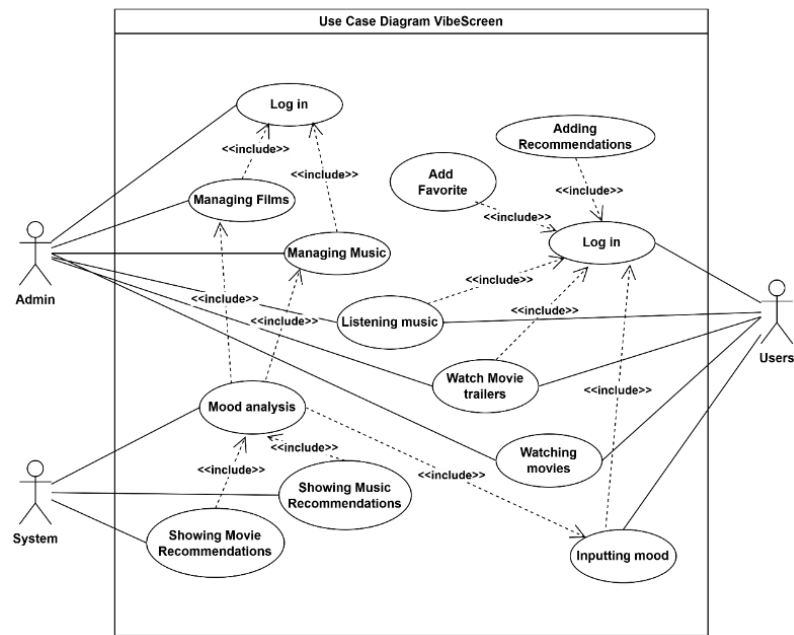 Use Case Diagram VibeScreen
Log in
Adding
Recommendations
<<include>>
<<include>>
<<include>>
Add
Favorite
Managing Films
<<include>>
Log in
Managing Music
Admin
<<include>>
<<include>>
<<include>>
<<include>>
Listening music
Users
Watch Movie
trailers
<<include>>
Mood analysis
Watching
movies
<<include>>
<<include>>
<<include>>
Showing Music
Recommendations
System
Showing Movie
Recommendations
Inputting mood